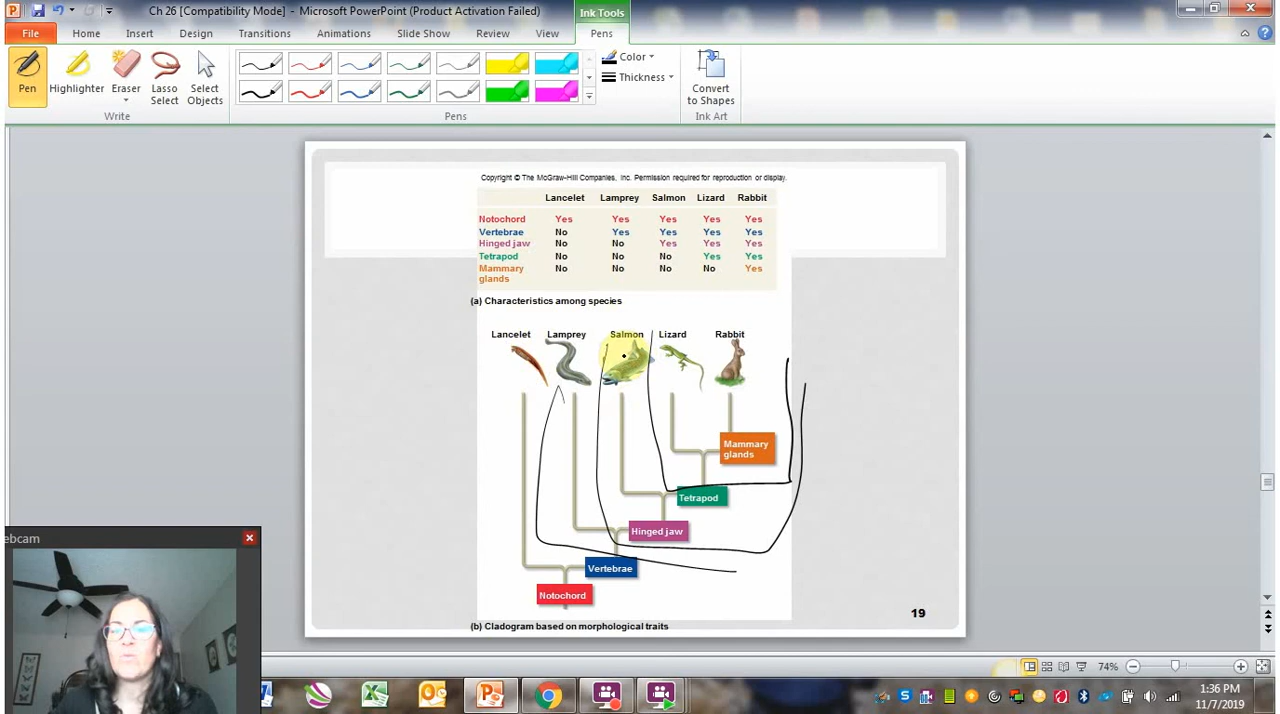 Ch 26 [Compatibility Mode] - Microsoft PowerPoint (Product Activation Failed)
Ink Tools
File Home Insert Design Transitions Animations Slide Show Review View Pens
Pen Highlighter Eraser Lasso Select Select Objects
Color
Thickness
Convert to Shapes
Write Pens Ink Art
Copyright © The McGraw-Hill Companies, Inc. Permission required for reproduction or display.
Lancelet Lamprey Salmon Lizard Rabbit
Notochord Yes Yes Yes Yes Yes
Vertebrae No Yes Yes Yes Yes
Hinged jaw No No Yes Yes Yes
Tetrapod No No No Yes Yes
Mammary glands No No No No Yes
(a) Characteristics among species
Lancelet Lamprey Salmon Lizard Rabbit
Mammary glands
Tetrapod
Hinged jaw
Vertebrae
Notochord
19
(b) Cladogram based on morphological traits
ebcam
74%
1:36 PM
11/7/2019